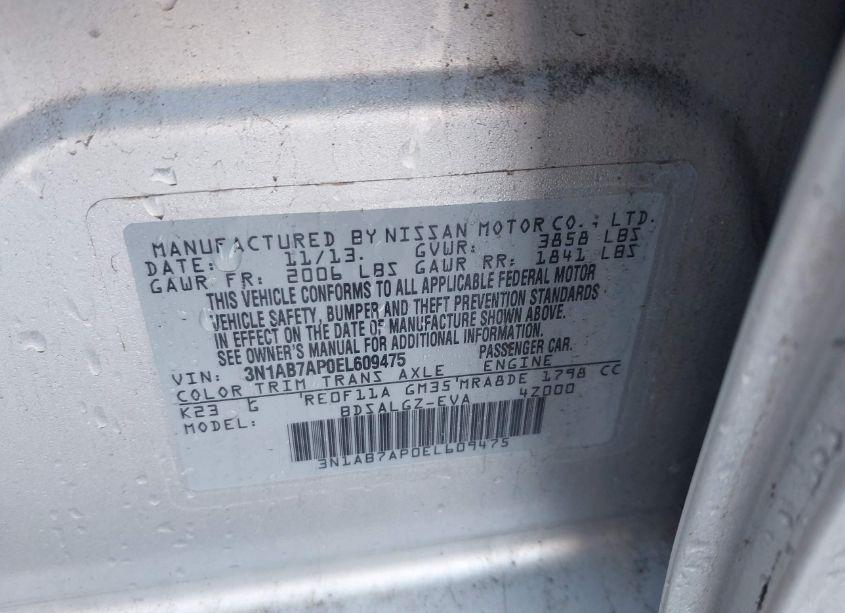 MANUFACTURED BY NISSAN MOTOR CO., LTD.
DATE: 11/13. GVWR: 3858 LBS
GAWR FR: 2006 LBS GAWR RR: 1841 LBS
THIS VEHICLE CONFORMS TO ALL APPLICABLE FEDERAL MOTOR
VEHICLE SAFETY, BUMPER AND THEFT PREVENTION STANDARDS
IN EFFECT ON THE DATE OF MANUFACTURE SHOWN ABOVE.
SEE OWNER'S MANUAL FOR ADDITIONAL INFORMATION.
VIN: 3N1AB7AP0EL609475 PASSENGER CAR.
COLOR TRIM TRANS AXLE ENGINE
K23 G RE0F11A GM35 MRA8DE 1798 CC
MODEL: BDSALGZ-EVA 4Z000
3N1AB7AP0EL609475